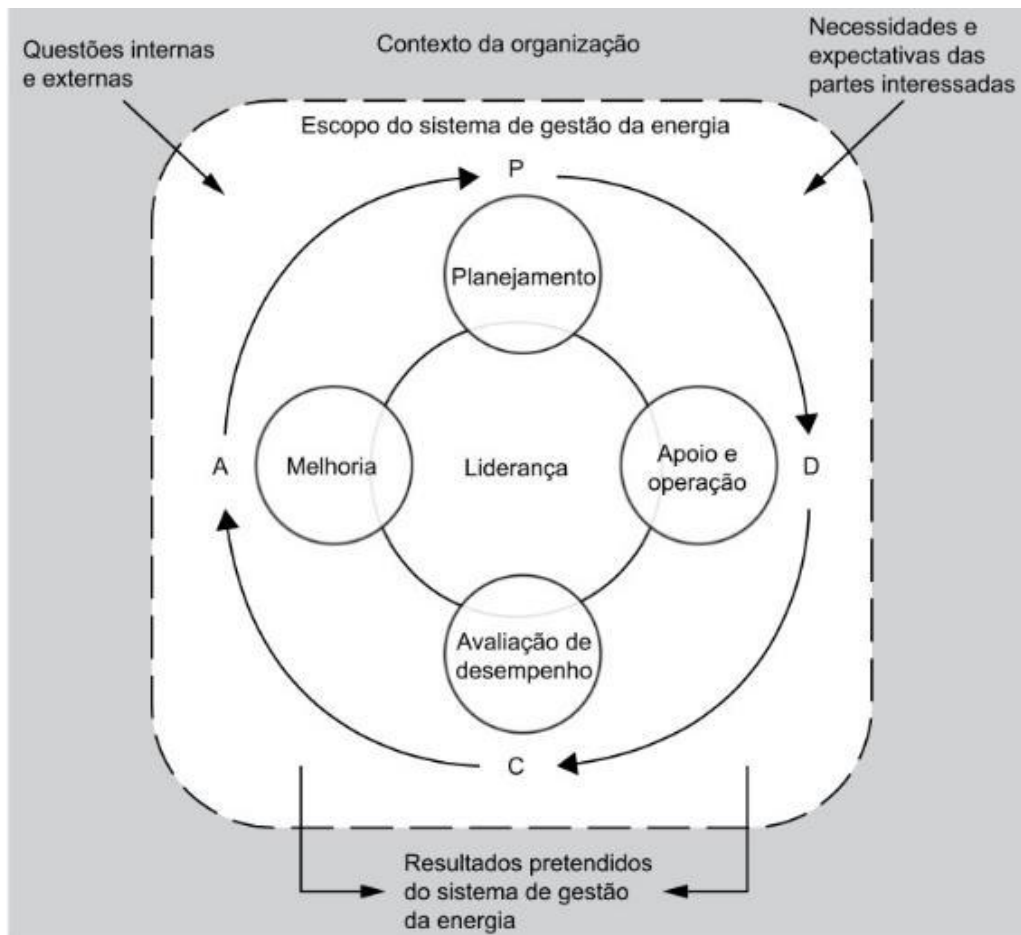 Questões internas
e externas
Contexto da organização
Necessidades e
expectativas das
partes interessadas
Escopo do sistema de gestão da energia
P
Planejamento
A
Melhoria
Liderança
Apoio e
operação
D
Avaliação de
desempenho
C
Resultados pretendidos
do sistema de gestão
da energia